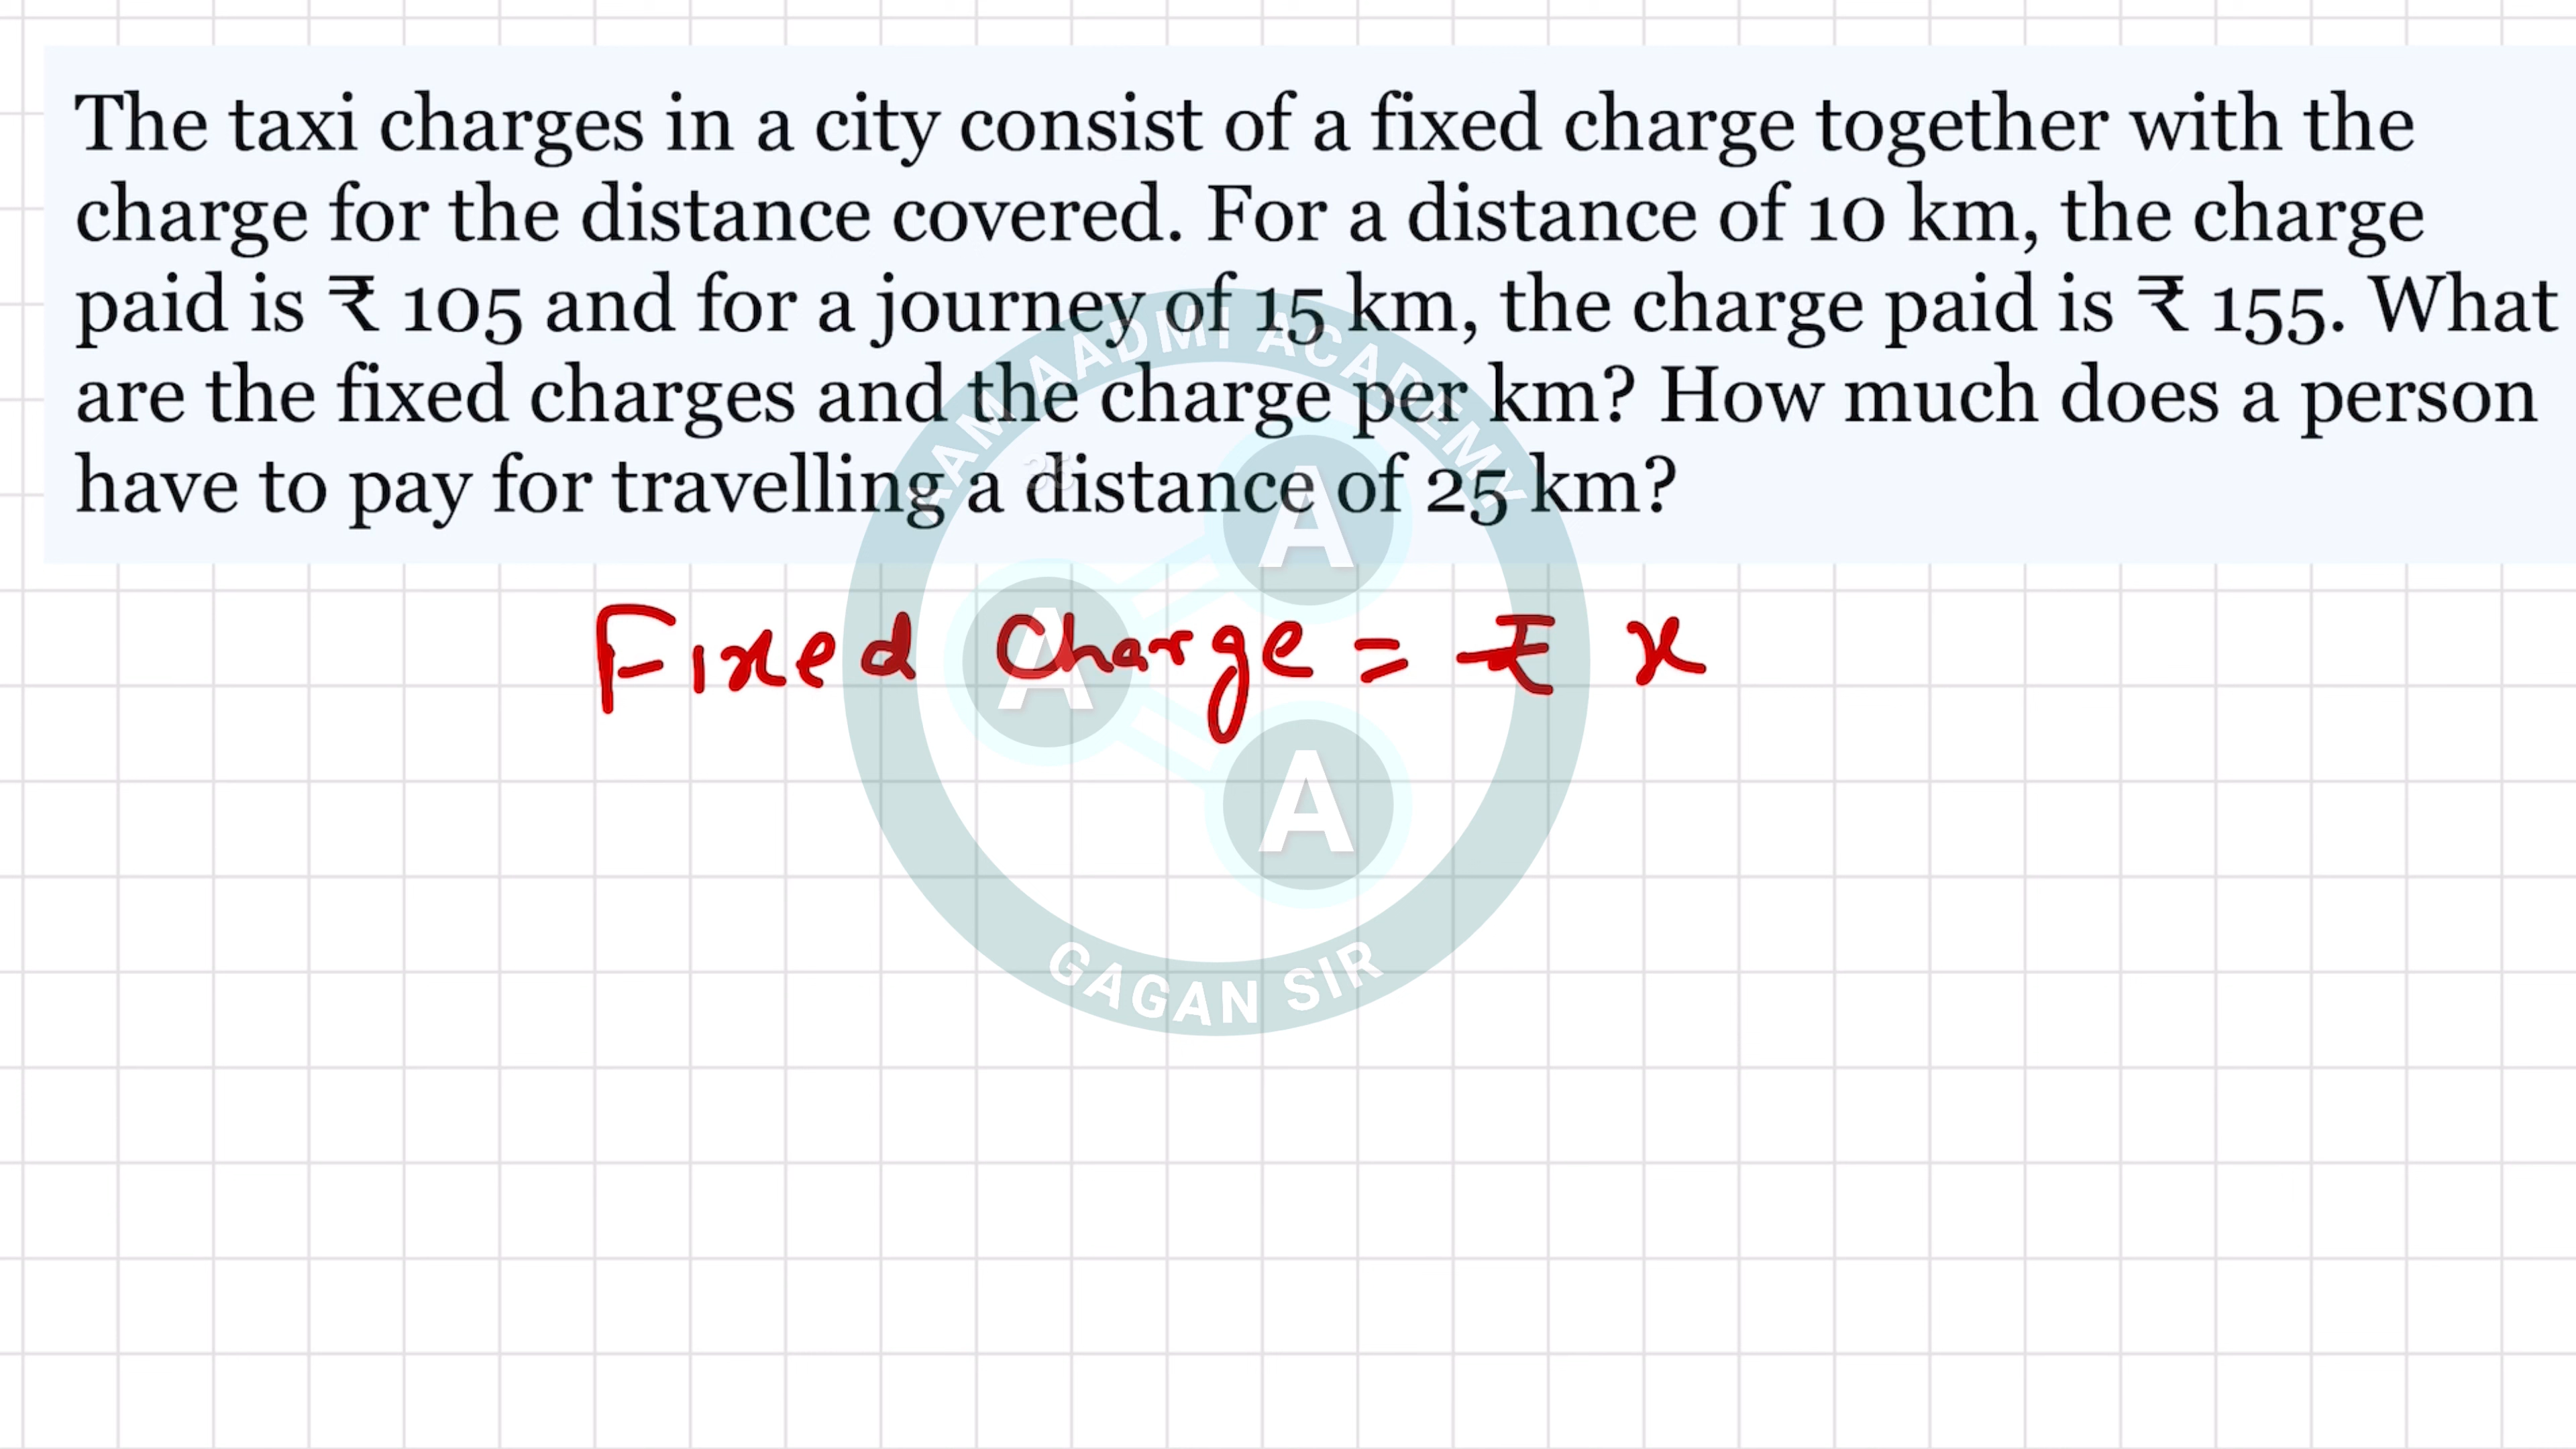 The taxi charges in a city consist of a fixed charge together with the
charge for the distance covered. For a distance of 10 km, the charge
paid is ₹ 105 and for a journey of 15 km, the charge paid is ₹ 155. What
are the fixed charges and the charge per km? How much does a person
have to pay for travelling a distance of 25 km?
Fixed Charge = ₹ x
AAM AADMI ACADEMY
A
A
A
GAGAN SIR